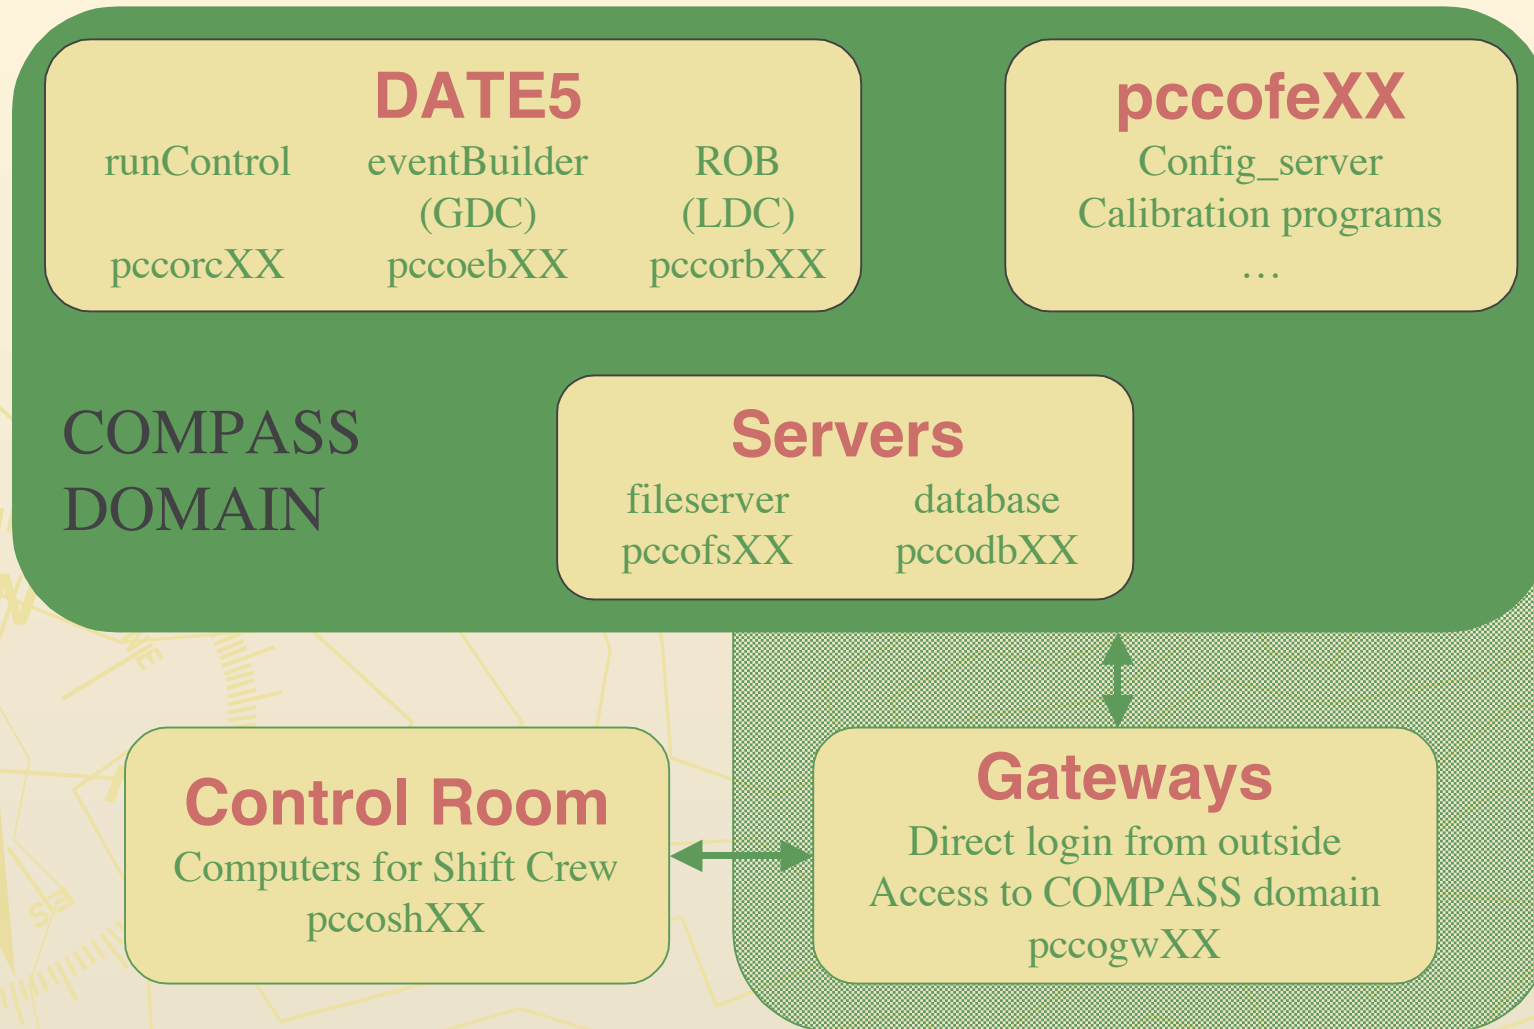 DATE5
runControl eventBuilder ROB
(GDC) (LDC)
pccorcXX pccoebXX pccorbXX
pccofeXX
Config_server
Calibration programs
…
COMPASS
DOMAIN
Servers
fileserver database
pccofsXX pccodbXX
Control Room
Computers for Shift Crew
pccoshXX
Gateways
Direct login from outside
Access to COMPASS domain
pccogwXX